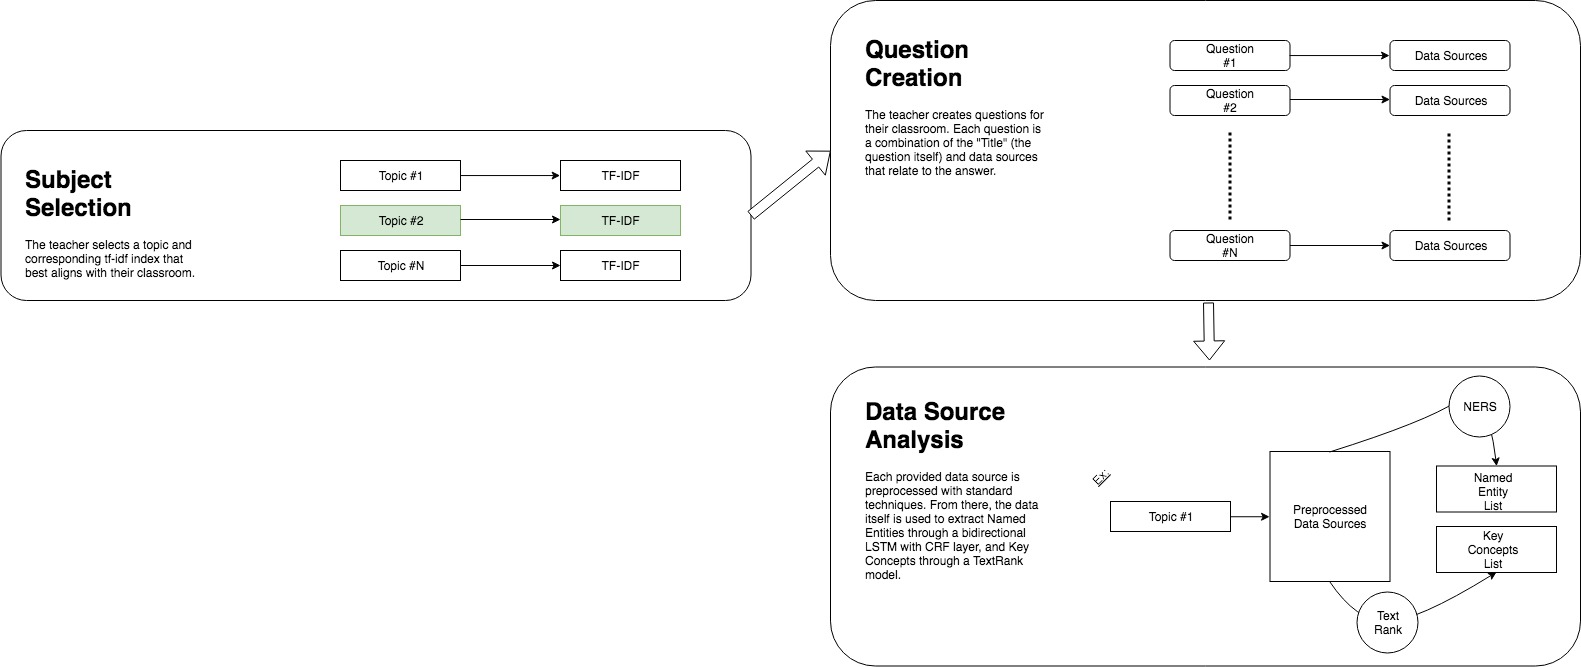 Subject
Selection
The teacher selects a topic and
corresponding tf-idf index that
best aligns with their classroom.
Topic #1
TF-IDF
Topic #2
TF-IDF
Topic #N
TF-IDF
Question
Creation
The teacher creates questions for
their classroom. Each question is
a combination of the "Title" (the
question itself) and data sources
that relate to the answer.
Question
#1
Data Sources
Question
#2
Data Sources
Question
#N
Data Sources
Data Source
Analysis
Each provided data source is
preprocessed with standard
techniques. From there, the data
itself is used to extract Named
Entities through a bidirectional
LSTM with CRF layer, and Key
Concepts through a TextRank
model.
Ex:
Topic #1
Preprocessed
Data Sources
NERS
Named
Entity
List
Key
Concepts
List
Text
Rank